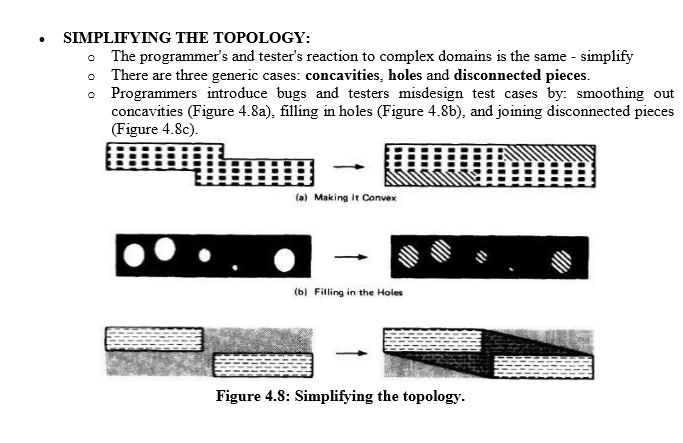 • SIMPLIFYING THE TOPOLOGY:
o The programmer's and tester's reaction to complex domains is the same - simplify
o There are three generic cases: concavities, holes and disconnected pieces.
o Programmers introduce bugs and testers misdesign test cases by: smoothing out
concavities (Figure 4.8a), filling in holes (Figure 4.8b), and joining disconnected pieces
(Figure 4.8c).
(a) Making it Convex
(b) Filling in the Holes
Figure 4.8: Simplifying the topology.